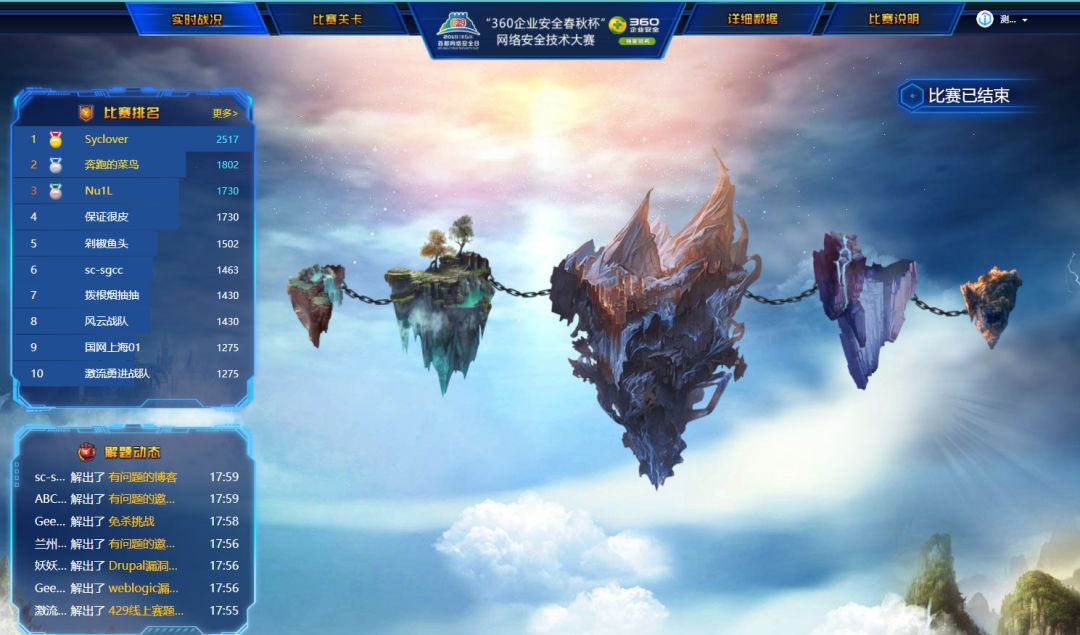 实时战况
比赛关卡
“360企业安全春秋杯”
网络安全技术大赛
首都网络安全日
360
企业安全
详细数据
比赛说明
测...
比赛已结束
比赛排名
更多>
1 Syclover 2517
2 奔跑的菜鸟 1802
3 Nu1L 1730
4 保证很皮 1730
5 剁椒鱼头 1502
6 sc-sgcc 1463
7 拨根烟抽抽 1430
8 风云战队 1430
9 国网上海01 1275
10 激流勇进战队 1275
解题动态
sc-s... 解出了 有问题的博客 17:59
ABC... 解出了 有问题的邀... 17:59
Gee... 解出了 免杀挑战 17:58
兰州... 解出了 有问题的邀... 17:56
妖妖... 解出了 Drupal漏洞... 17:56
Gee... 解出了 weblogic漏... 17:56
激流... 解出了 429线上赛题... 17:55